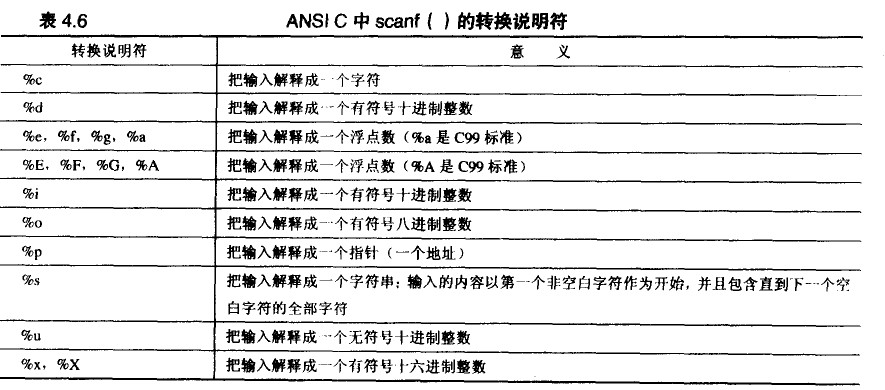 表 4.6 ANSI C 中 scanf ( ) 的转换说明符
转换说明符 意 义
%c 把输入解释成一个字符
%d 把输入解释成一个有符号十进制整数
%e，%f，%g，%a 把输入解释成一个浮点数（%a 是 C99 标准）
%E，%F，%G，%A 把输入解释成一个浮点数（%A 是 C99 标准）
%i 把输入解释成一个有符号十进制整数
%o 把输入解释成一个有符号八进制整数
%p 把输入解释成一个指针（一个地址）
%s 把输入解释成一个字符串；输入的内容以第一个非空白字符作为开始，并且包含直到下一个空
白字符的全部字符
%u 把输入解释成一个无符号十进制整数
%x，%X 把输入解释成一个有符号十六进制整数